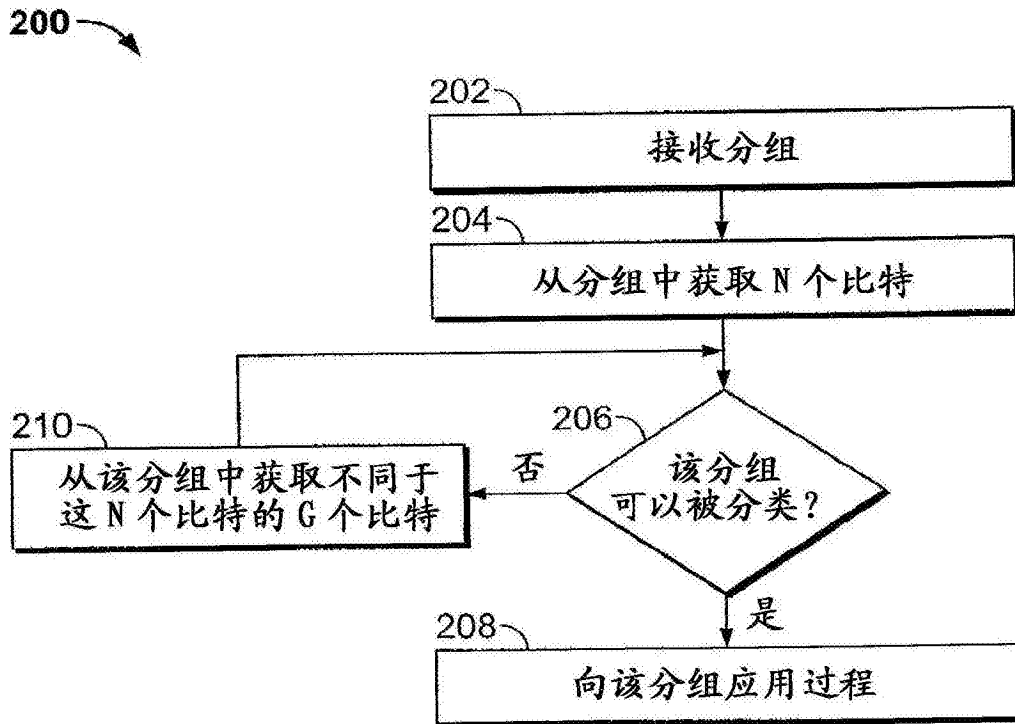 200
202
接收分组
204
从分组中获取 N 个比特
206
该分组
可以被分类?
否
210
从该分组中获取不同于
这 N 个比特的 G 个比特
是
208
向该分组应用过程